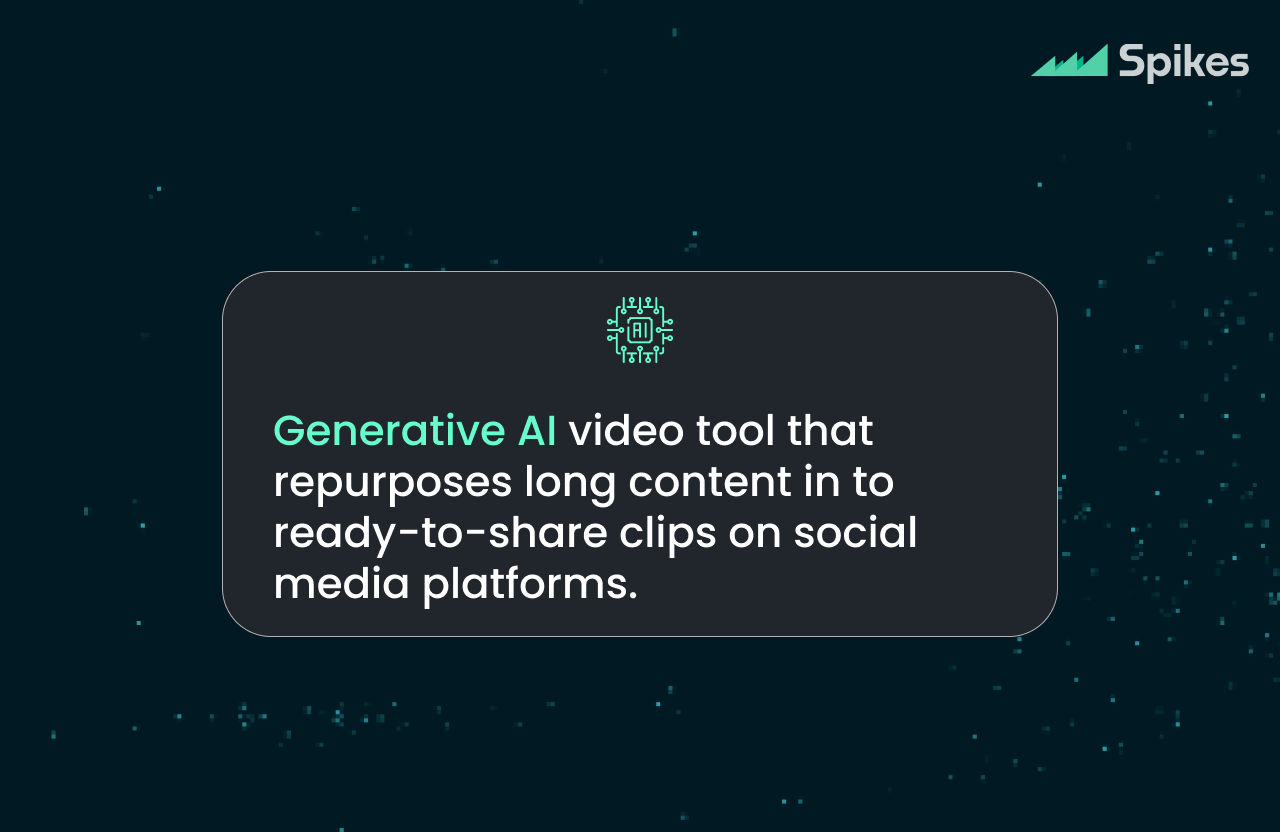 Spikes
AI
Generative AI video tool that
repurposes long content in to
ready-to-share clips on social
media platforms.